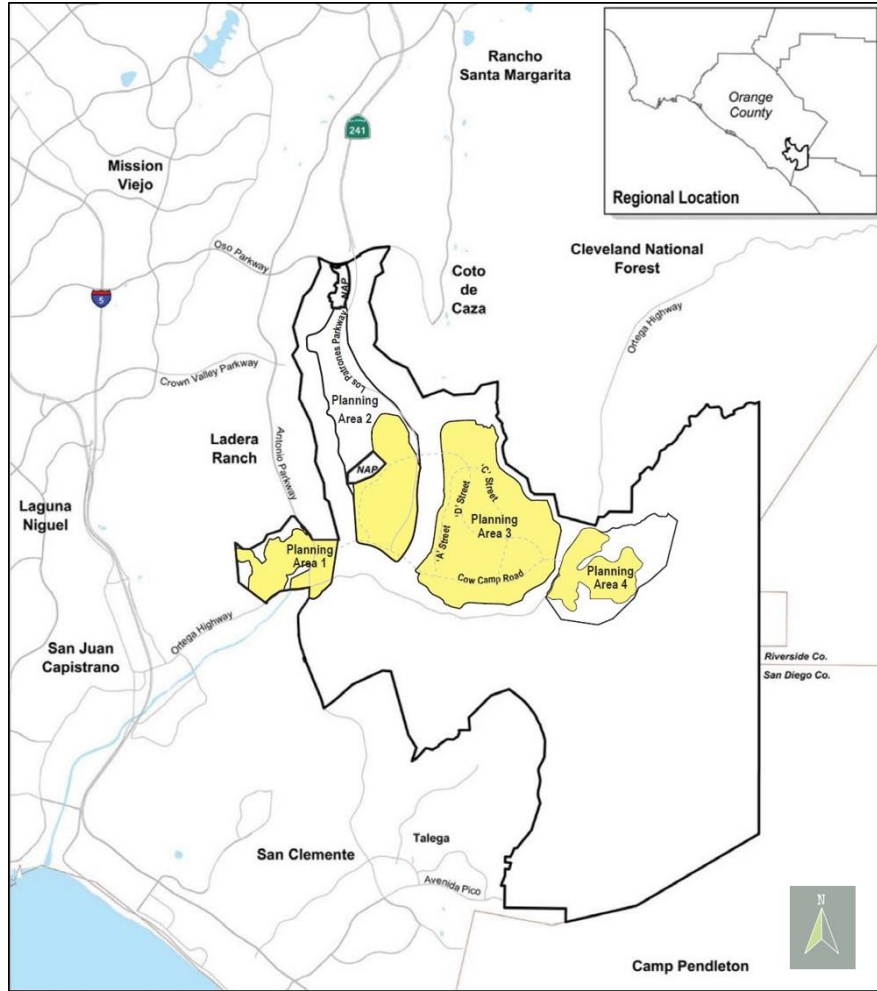 Rancho
Santa Margarita
Orange
County
Regional Location
241
Mission
Viejo
Oso Parkway
Coto
de
Caza
Cleveland National
Forest
5
NAP
Ortega Highway
Los Patrones Parkway
Crown Valley Parkway
Planning
Area 2
Ladera
Ranch
Antonio Parkway
NAP
'C' Street
'D' Street
'A' Street
Planning
Area 3
Laguna
Niguel
Planning
Area 1
Cow Camp Road
Planning
Area 4
Ortega Highway
San Juan
Capistrano
Riverside Co.
San Diego Co.
Talega
San Clemente
Avenida Pico
N
Camp Pendleton